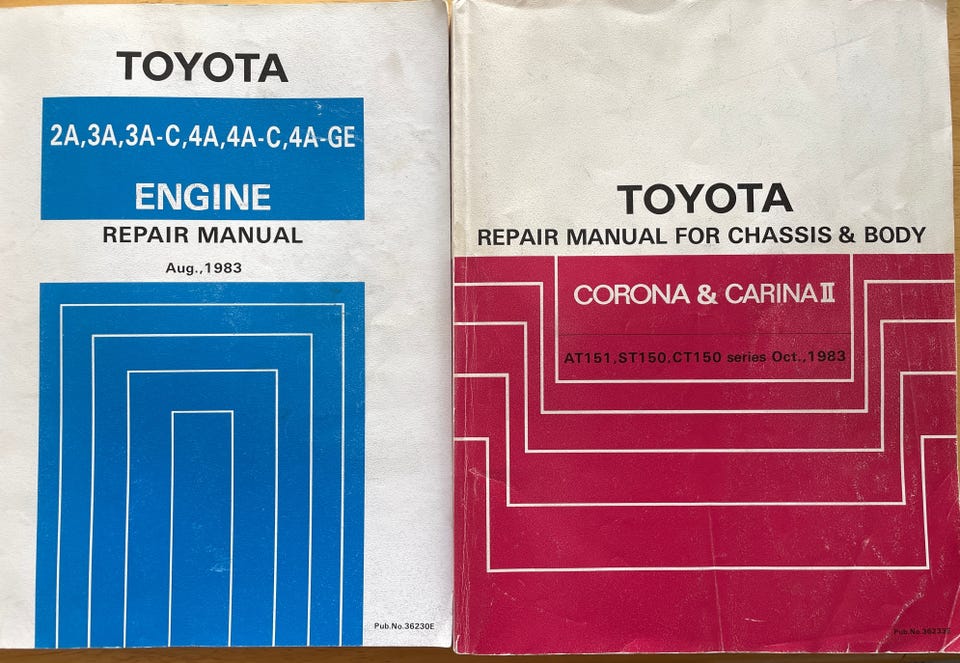 TOYOTA
2A,3A,3A-C,4A,4A-C,4A-GE
ENGINE
REPAIR MANUAL
Aug.,1983
Pub.No.36230E
TOYOTA
REPAIR MANUAL FOR CHASSIS & BODY
CORONA & CARINA II
AT151,ST150,CT150 series Oct.,1983